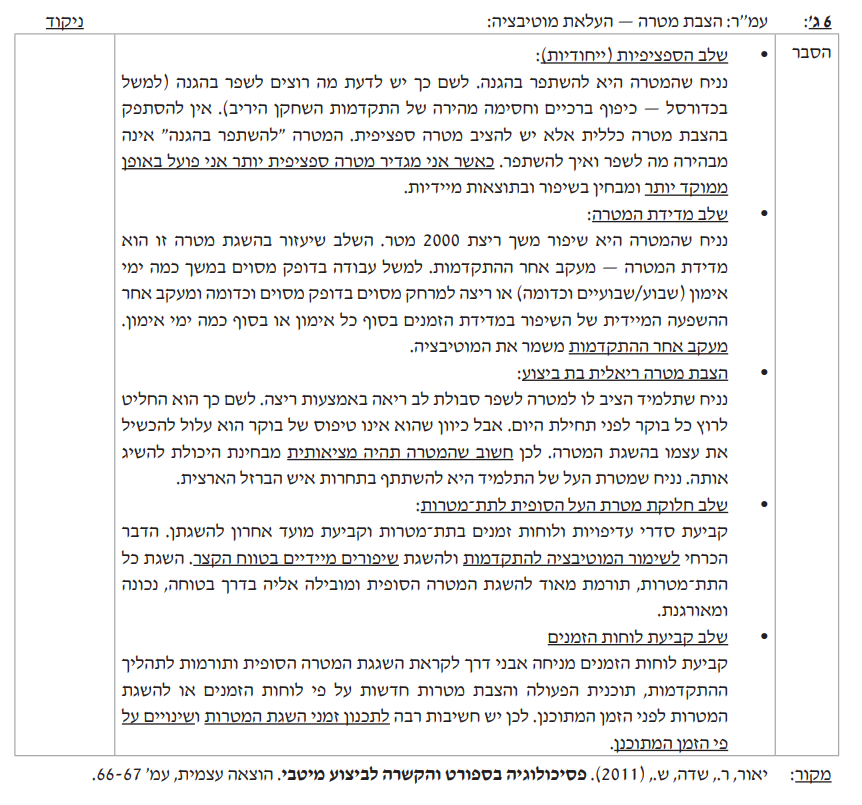 6 ג': עמ״ר: הצבת מטרה — העלאת מוטיבציה: ניקוד
הסבר • שלב הספציפיות (ייחודיות):
נניח שהמטרה היא להשתפר בהגנה. לשם כך יש לדעת מה רוצים לשפר בהגנה (למשל
בכדורסל — כיפוף ברכיים וחסימה מהירה של התקדמות השחקן היריב). אין להסתפק
בהצבת מטרה כללית אלא יש להציב מטרה ספציפית. המטרה ״להשתפר בהגנה״ אינה
מבהירה מה לשפר ואיך להשתפר. כאשר אני מגדיר מטרה ספציפית יותר אני פועל באופן
ממוקד יותר ומבחין בשיפור ובתוצאות מיידיות.
• שלב מדידת המטרה:
נניח שהמטרה היא שיפור משך ריצת 2000 מטר. השלב שיעזור בהשגת מטרה זו הוא
מדידת המטרה — מעקב אחר ההתקדמות. למשל עבודה בדופק מסוים במשך כמה ימי
אימון (שבוע/שבועיים וכדומה) או ריצה למרחק מסוים בדופק מסוים וכדומה ומעקב אחר
ההשפעה המיידית של השיפור במדידת הזמנים בסוף כל אימון או בסוף כמה ימי אימון.
מעקב אחר ההתקדמות משמר את המוטיבציה.
• הצבת מטרה ריאלית בת ביצוע:
נניח שתלמיד הציב לו למטרה לשפר סבולת לב ריאה באמצעות ריצה. לשם כך הוא החליט
לרוץ כל בוקר לפני תחילת היום. אבל כיוון שהוא אינו טיפוס של בוקר הוא עלול להכשיל
את עצמו בהשגת המטרה. לכן חשוב שהמטרה תהיה מציאותית מבחינת היכולת להשיג
אותה. נניח שמטרת העל של התלמיד היא להשתתף בתחרות איש הברזל הארצית.
• שלב חלוקת מטרת העל הסופית לתת־מטרות:
קביעת סדרי עדיפויות ולוחות זמנים בתת־מטרות וקביעת מועד אחרון להשגתן. הדבר
הכרחי לשימור המוטיבציה להתקדמות ולהשגת שיפורים מיידיים בטווח הקצר. השגת כל
התת־מטרות, תורמת מאוד להשגת המטרה הסופית ומובילה אליה בדרך בטוחה, נכונה
ומאורגנת.
• שלב קביעת לוחות הזמנים
קביעת לוחות הזמנים מניחה אבני דרך לקראת השגגת המטרה הסופית ותורמות לתהליך
ההתקדמות, תוכנית הפעולה והצבת מטרות חדשות על פי לוחות הזמנים או להשגת
המטרות לפני הזמן המתוכנן. לכן יש חשיבות רבה לתכנון זמני השגת המטרות ושינויים על
פי הזמן המתוכנן.
מקור: יאור, ר., שדה, ש., (2011). פסיכולוגיה בספורט והקשרה לביצוע מיטבי. הוצאה עצמית, עמ' 66-67.